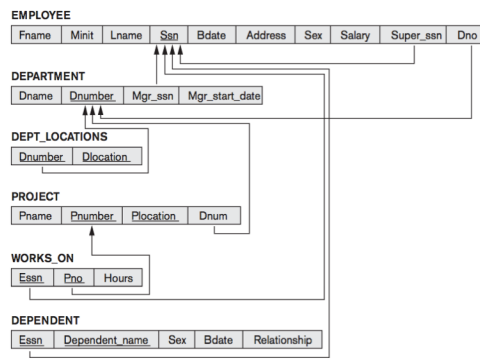 EMPLOYEE
Fname Minit Lname Ssn Bdate Address Sex Salary Super_ssn Dno
DEPARTMENT
Dname Dnumber Mgr_ssn Mgr_start_date
DEPT_LOCATIONS
Dnumber Dlocation
PROJECT
Pname Pnumber Plocation Dnum
WORKS_ON
Essn Pno Hours
DEPENDENT
Essn Dependent_name Sex Bdate Relationship